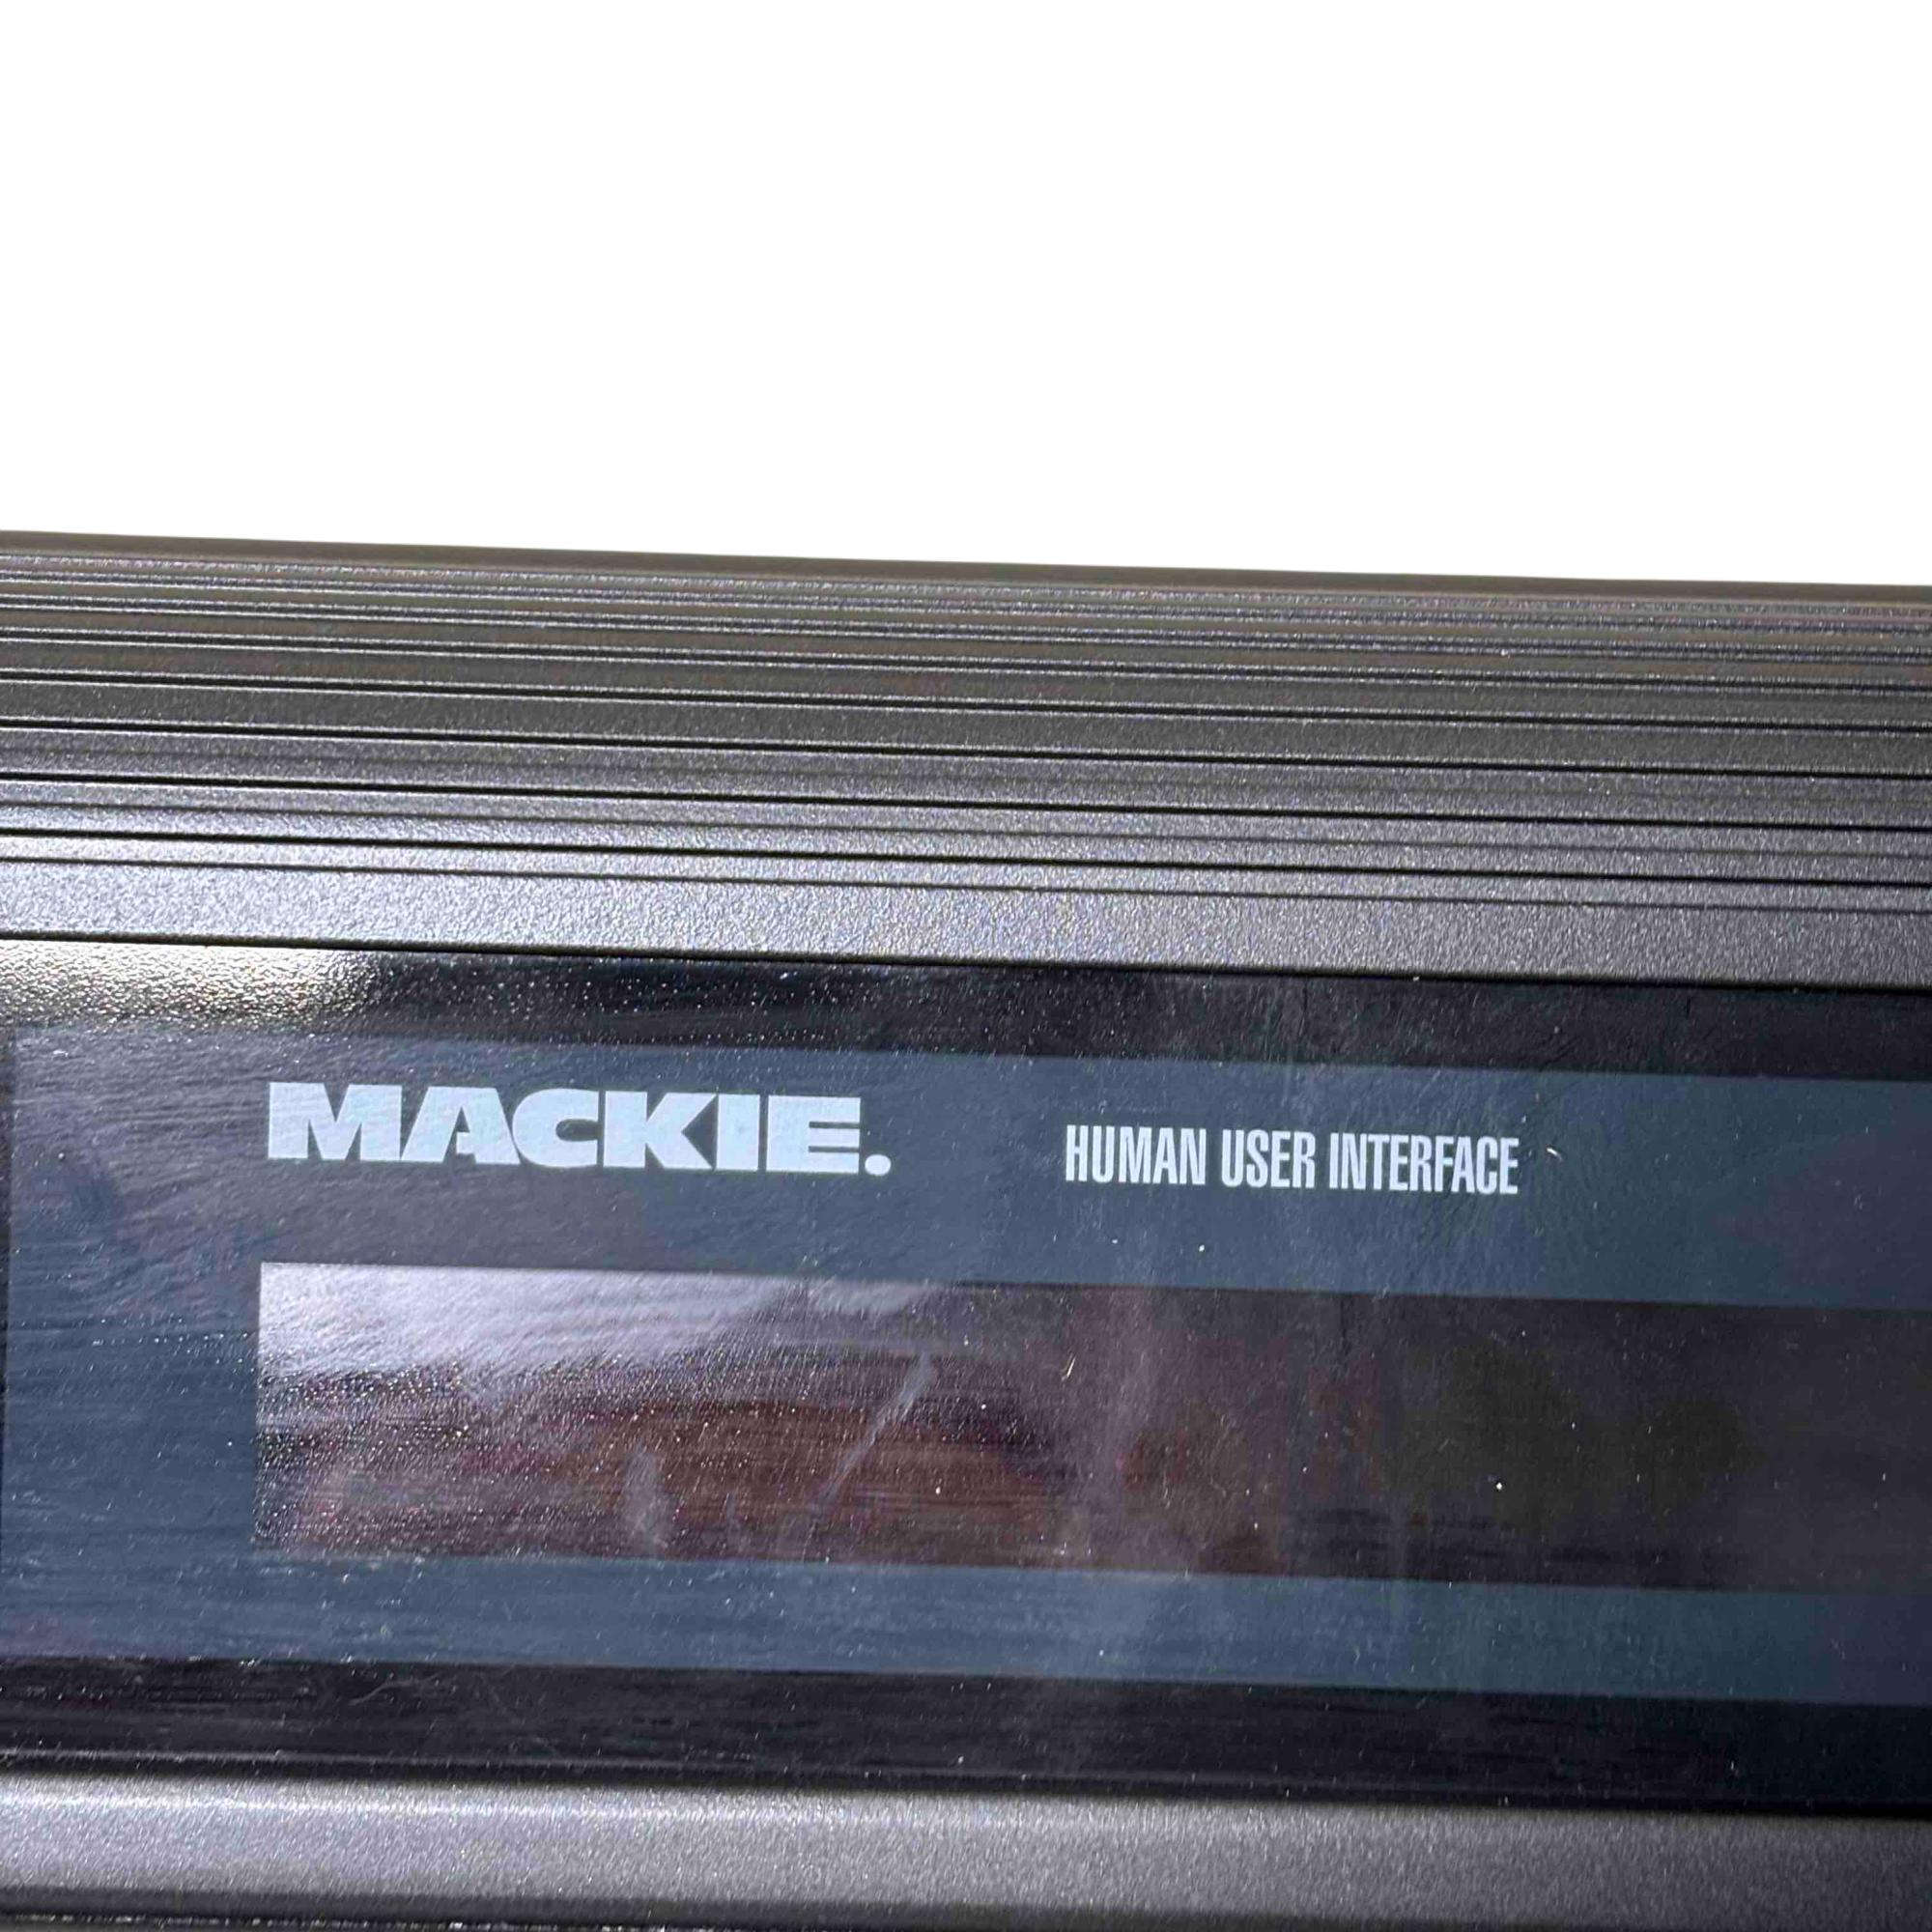 MACKIE. HUMAN USER INTERFACE